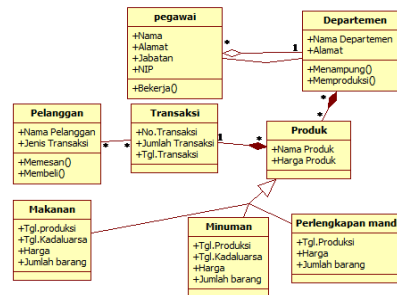 pegawai
+Nama
+Alamat
+Jabatan
+NIP
+Bekerja()
*
1
Departemen
+Nama Departemen
+Alamat
+Menampung()
+Memproduksi()
*
*
Pelanggan
+Nama Pelanggan
+Jenis Transaksi
+Memesan()
+Membeli()
*
*
Transaksi
+No.Transaksi
+Jumlah Transaksi
+Tgl.Transaksi
1
*
Produk
+Nama Produk
+Harga Produk
Makanan
+Tgl.produksi
+Tgl.Kadaluarsa
+Harga
+Jumlah barang
Minuman
+Tgl.Produksi
+Tgl.Kadaluarsa
+Harga
+Jumlah barang
Perlengkapan mand
+Tgl.Produksi
+Harga
+Jumlah barang